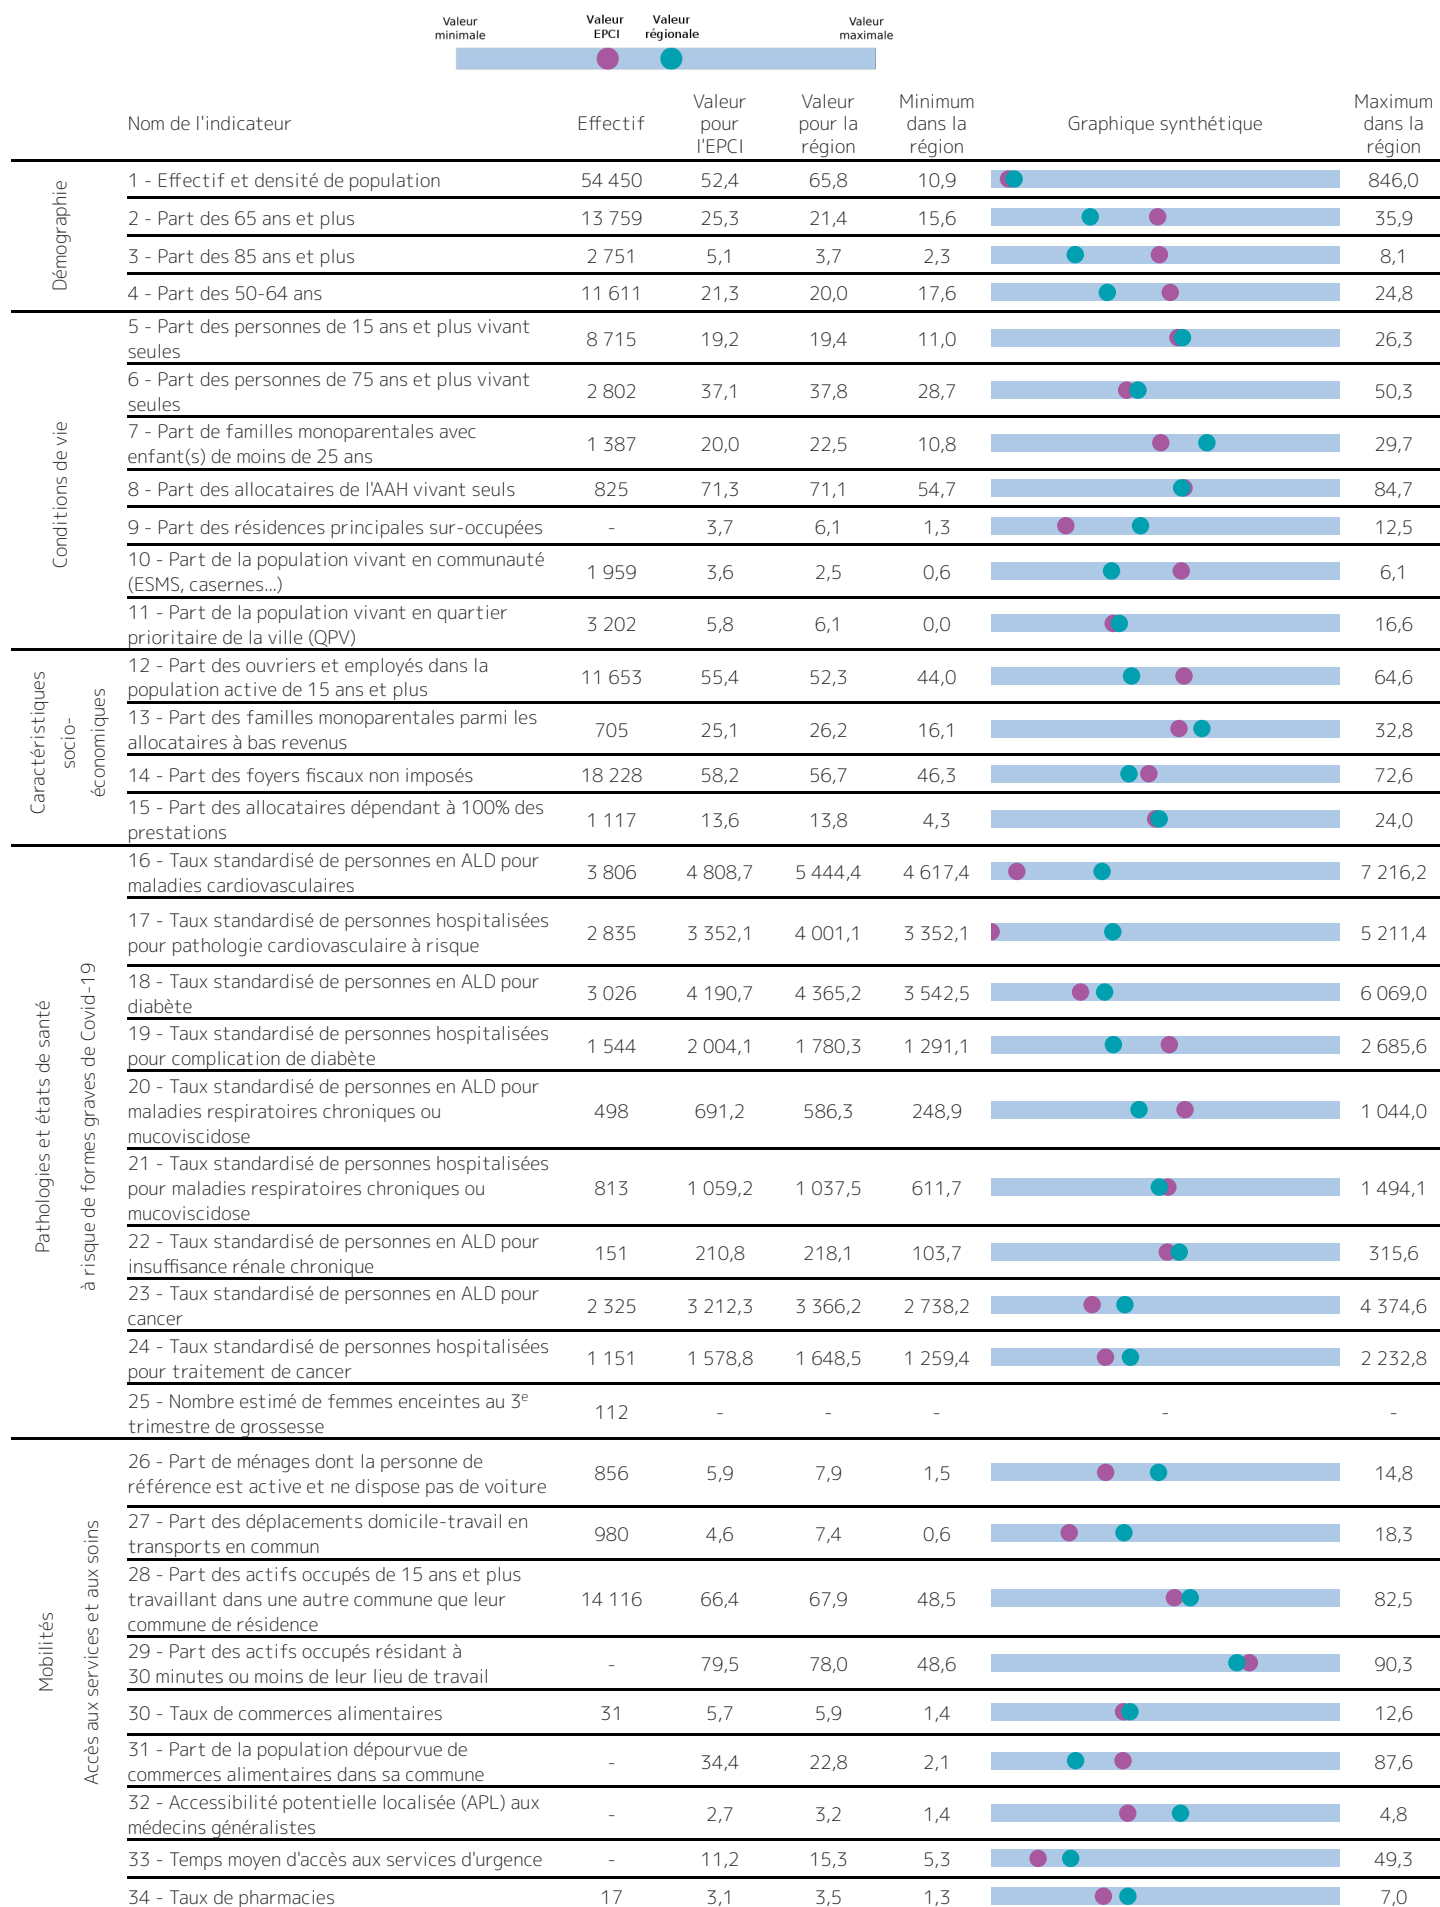 Valeur minimale
Valeur EPCI
Valeur régionale
Valeur maximale
Nom de l'indicateur
Effectif
Valeur pour l'EPCI
Valeur pour la région
Minimum dans la région
Graphique synthétique
Maximum dans la région
Démographie
1 - Effectif et densité de population 54 450 52,4 65,8 10,9 846,0
2 - Part des 65 ans et plus 13 759 25,3 21,4 15,6 35,9
3 - Part des 85 ans et plus 2 751 5,1 3,7 2,3 8,1
4 - Part des 50-64 ans 11 611 21,3 20,0 17,6 24,8
Conditions de vie
5 - Part des personnes de 15 ans et plus vivant
seules 8 715 19,2 19,4 11,0 26,3
6 - Part des personnes de 75 ans et plus vivant
seules 2 802 37,1 37,8 28,7 50,3
7 - Part de familles monoparentales avec
enfant(s) de moins de 25 ans 1 387 20,0 22,5 10,8 29,7
8 - Part des allocataires de l'AAH vivant seuls 825 71,3 71,1 54,7 84,7
9 - Part des résidences principales sur-occupées - 3,7 6,1 1,3 12,5
10 - Part de la population vivant en communauté
(ESMS, casernes...) 1 959 3,6 2,5 0,6 6,1
11 - Part de la population vivant en quartier
prioritaire de la ville (QPV) 3 202 5,8 6,1 0,0 16,6
Caractéristiques
socio-
économiques
12 - Part des ouvriers et employés dans la
population active de 15 ans et plus 11 653 55,4 52,3 44,0 64,6
13 - Part des familles monoparentales parmi les
allocataires à bas revenus 705 25,1 26,2 16,1 32,8
14 - Part des foyers fiscaux non imposés 18 228 58,2 56,7 46,3 72,6
15 - Part des allocataires dépendant à 100% des
prestations 1 117 13,6 13,8 4,3 24,0
Pathologies et états de santé
à risque de formes graves de Covid-19
16 - Taux standardisé de personnes en ALD pour
maladies cardiovasculaires 3 806 4 808,7 5 444,4 4 617,4 7 216,2
17 - Taux standardisé de personnes hospitalisées
pour pathologie cardiovasculaire à risque 2 835 3 352,1 4 001,1 3 352,1 5 211,4
18 - Taux standardisé de personnes en ALD pour
diabète 3 026 4 190,7 4 365,2 3 542,5 6 069,0
19 - Taux standardisé de personnes hospitalisées
pour complication de diabète 1 544 2 004,1 1 780,3 1 291,1 2 685,6
20 - Taux standardisé de personnes en ALD pour
maladies respiratoires chroniques ou
mucoviscidose 498 691,2 586,3 248,9 1 044,0
21 - Taux standardisé de personnes hospitalisées
pour maladies respiratoires chroniques ou
mucoviscidose 813 1 059,2 1 037,5 611,7 1 494,1
22 - Taux standardisé de personnes en ALD pour
insuffisance rénale chronique 151 210,8 218,1 103,7 315,6
23 - Taux standardisé de personnes en ALD pour
cancer 2 325 3 212,3 3 366,2 2 738,2 4 374,6
24 - Taux standardisé de personnes hospitalisées
pour traitement de cancer 1 151 1 578,8 1 648,5 1 259,4 2 232,8
25 - Nombre estimé de femmes enceintes au 3e
trimestre de grossesse 112 - - - - -
Mobilités
Accès aux services et aux soins
26 - Part de ménages dont la personne de
référence est active et ne dispose pas de voiture 856 5,9 7,9 1,5 14,8
27 - Part des déplacements domicile-travail en
transports en commun 980 4,6 7,4 0,6 18,3
28 - Part des actifs occupés de 15 ans et plus
travaillant dans une autre commune que leur
commune de résidence 14 116 66,4 67,9 48,5 82,5
29 - Part des actifs occupés résidant à
30 minutes ou moins de leur lieu de travail - 79,5 78,0 48,6 90,3
30 - Taux de commerces alimentaires 31 5,7 5,9 1,4 12,6
31 - Part de la population dépourvue de
commerces alimentaires dans sa commune - 34,4 22,8 2,1 87,6
32 - Accessibilité potentielle localisée (APL) aux
médecins généralistes - 2,7 3,2 1,4 4,8
33 - Temps moyen d'accès aux services d'urgence - 11,2 15,3 5,3 49,3
34 - Taux de pharmacies 17 3,1 3,5 1,3 7,0